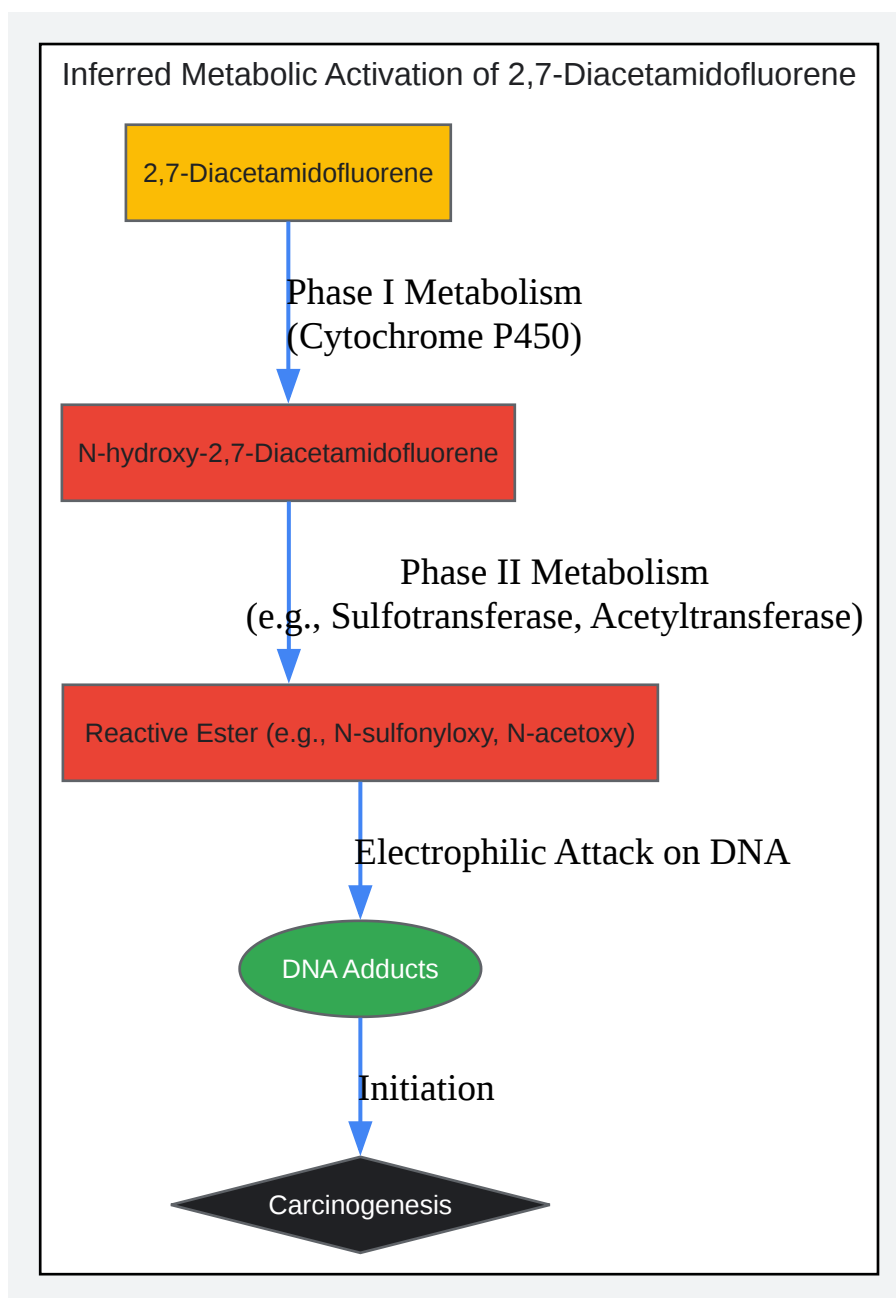 Inferred Metabolic Activation of 2,7-Diacetamidofluorene
2,7-Diacetamidofluorene
Phase I Metabolism
(Cytochrome P450)
N-hydroxy-2,7-Diacetamidofluorene
Phase II Metabolism
(e.g., Sulfotransferase, Acetyltransferase)
Reactive Ester (e.g., N-sulfonyloxy, N-acetoxy)
Electrophilic Attack on DNA
DNA Adducts
Initiation
Carcinogenesis